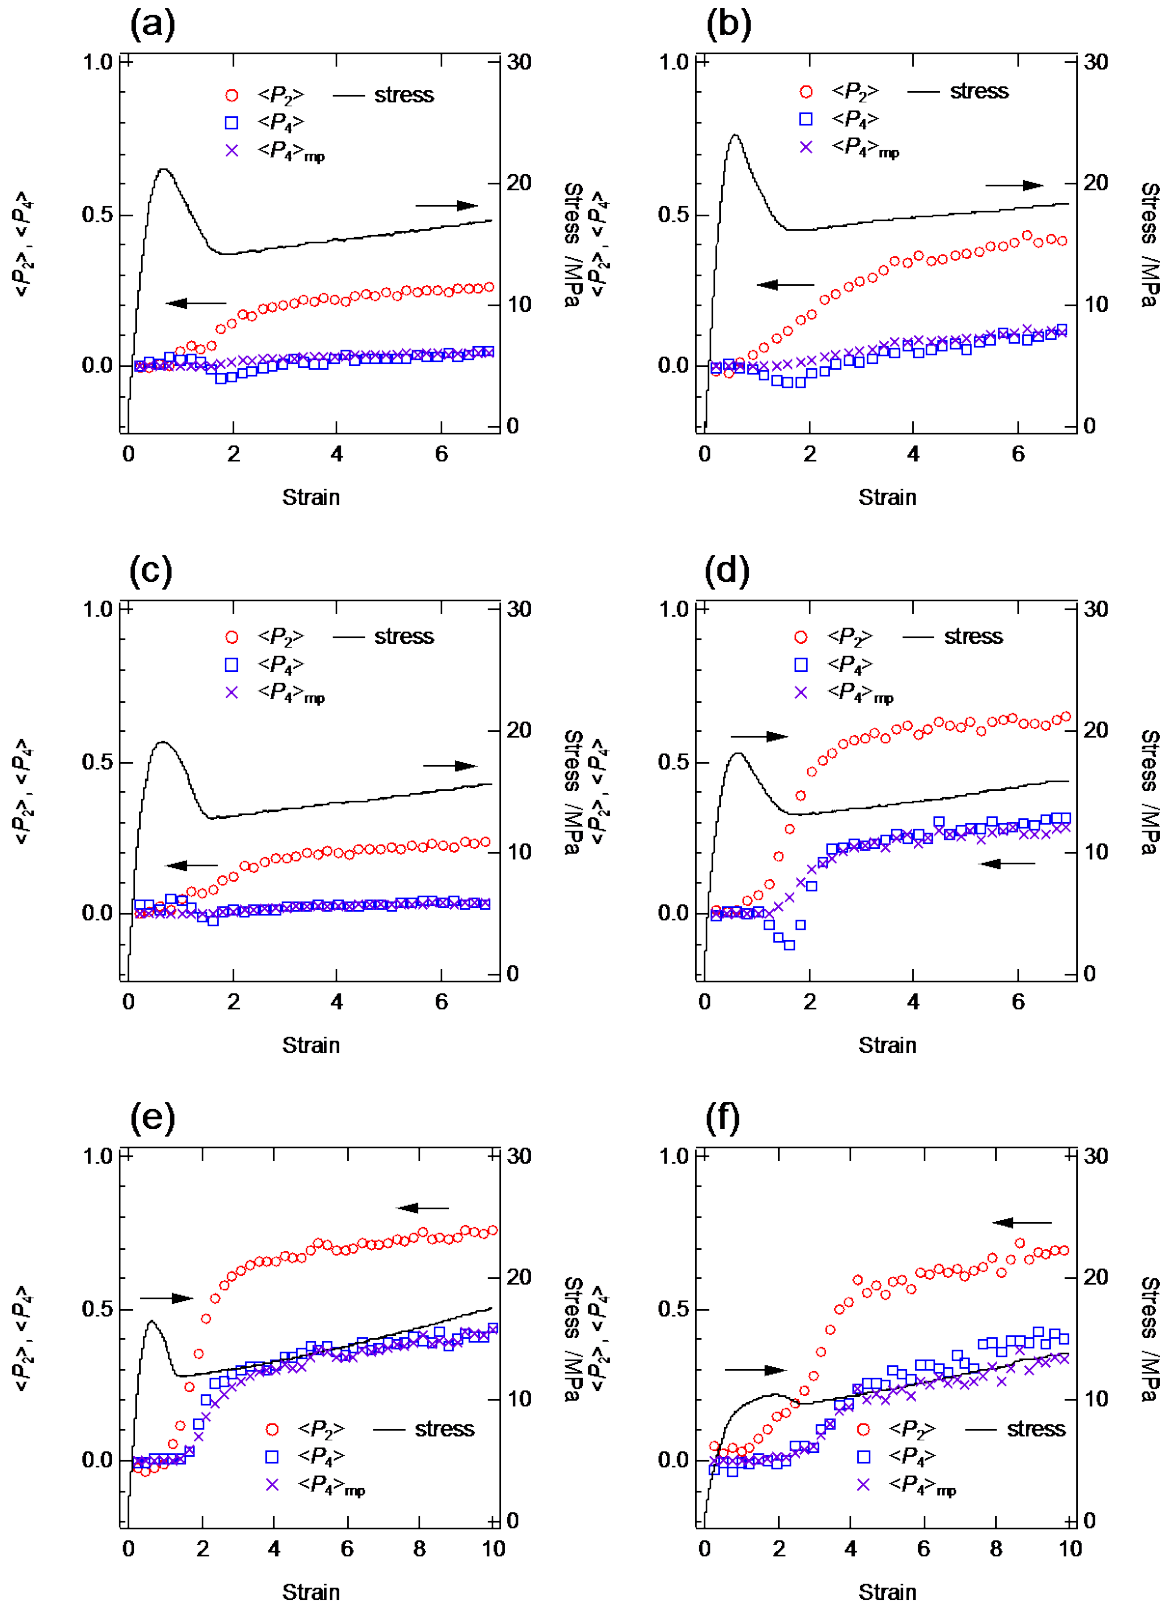 (a)
1.0
0.5
0.0
30
20
10
0
<P2>
stress
<P4>
<P4>mp
<P2>, <P4>
Stress /MPa
0 2 4 6
Strain
(b)
1.0
0.5
0.0
30
20
10
0
<P2>
stress
<P4>
<P4>mp
<P2>, <P4>
Stress /MPa
0 2 4 6
Strain
(c)
1.0
0.5
0.0
30
20
10
0
<P2>
stress
<P4>
<P4>mp
<P2>, <P4>
Stress /MPa
0 2 4 6
Strain
(d)
1.0
0.5
0.0
30
20
10
0
<P2>
stress
<P4>
<P4>mp
<P2>, <P4>
Stress /MPa
0 2 4 6
Strain
(e)
1.0
0.5
0.0
30
20
10
0
<P2>
stress
<P4>
<P4>mp
<P2>, <P4>
Stress /MPa
0 2 4 6 8 10
Strain
(f)
1.0
0.5
0.0
30
20
10
0
<P2>
stress
<P4>
<P4>mp
<P2>, <P4>
Stress /MPa
0 2 4 6 8 10
Strain